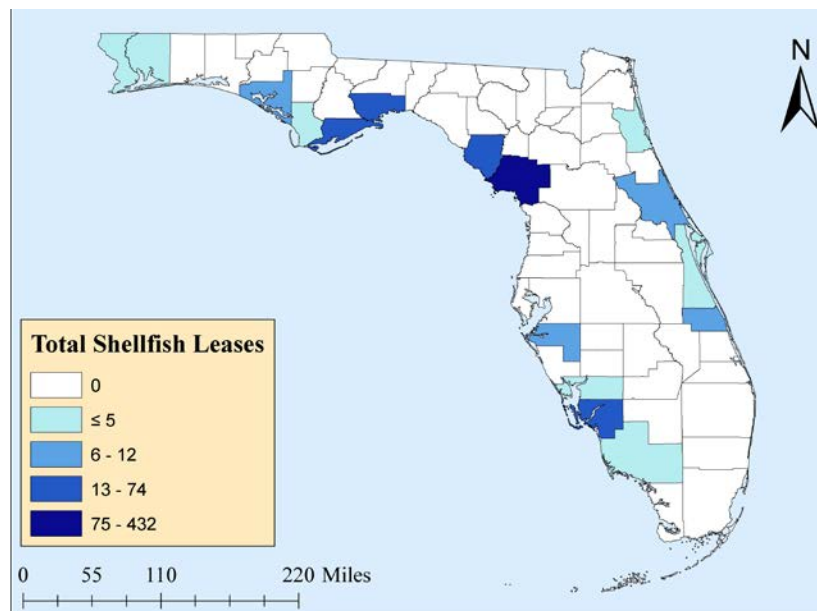 N
Total Shellfish Leases
0
≤ 5
6 - 12
13 - 74
75 - 432
0 55 110 220 Miles